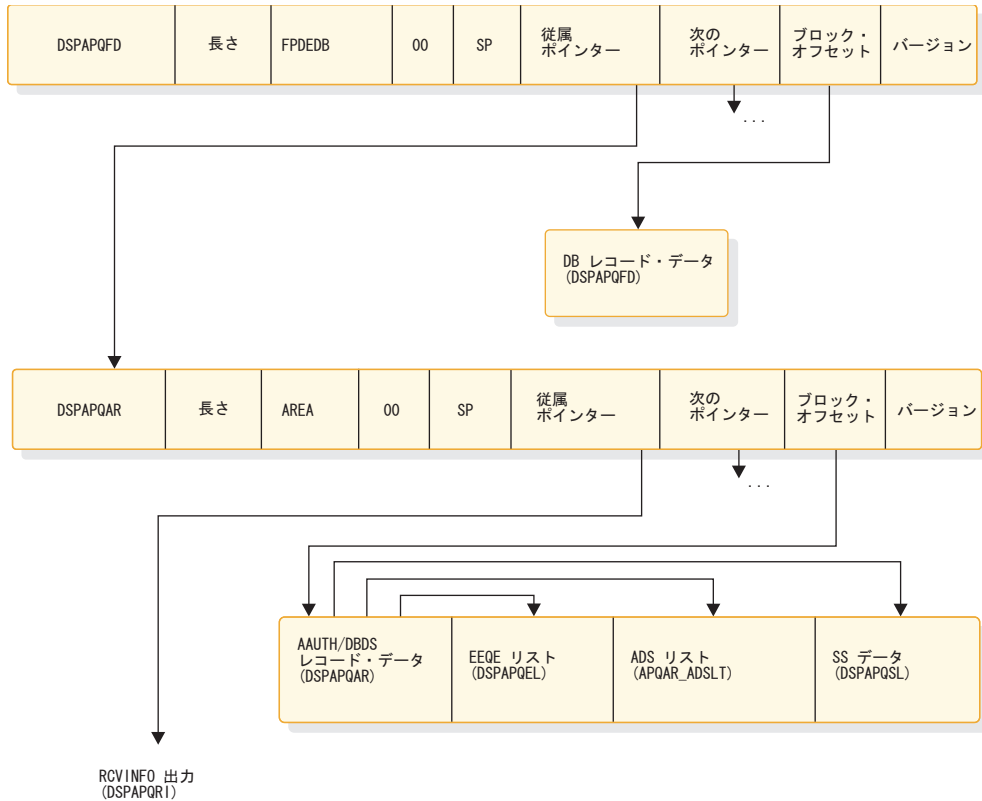 DSPAPQFD
長さ
FPDEDB
00
SP
従属
ポインター
次の
ポインター
ブロック・
オフセット
バージョン
...
DB レコード・データ
(DSPAPQFD)
DSPAPQAR
長さ
AREA
00
SP
従属
ポインター
次の
ポインター
ブロック・
オフセット
バージョン
...
AAUTH/DBDS
レコード・データ
(DSPAPQAR)
EEQE リスト
(DSPAPQEL)
ADS リスト
(APQAR_ADSLT)
SS データ
(DSPAPQSL)
RCVINFO 出力
(DSPAPQRI)